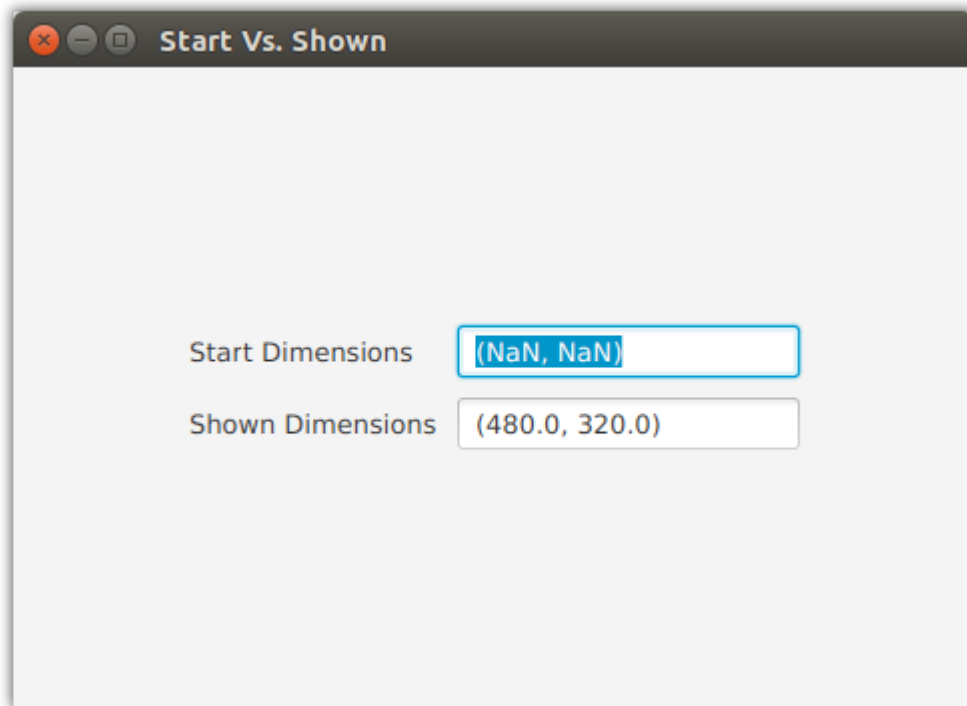 Start Vs. Shown
Start Dimensions (NaN, NaN)
Shown Dimensions (480.0, 320.0)